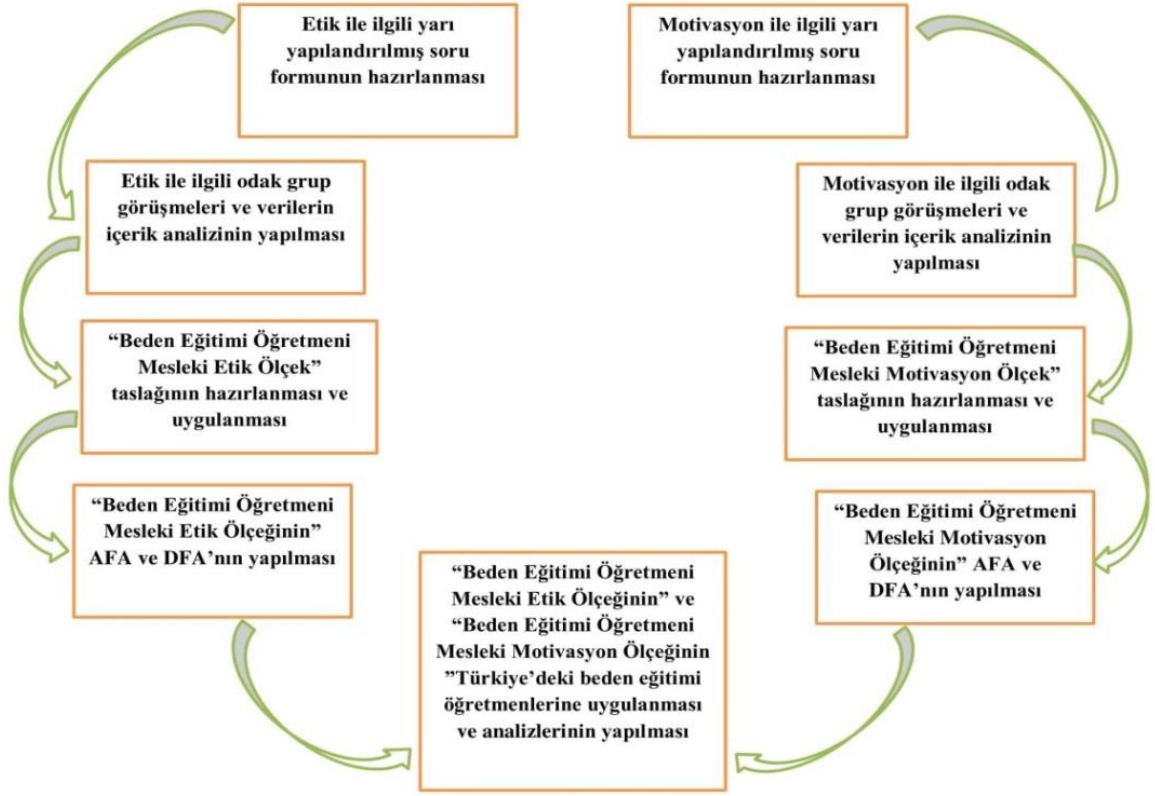 Etik ile ilgili yarı
yapılandırılmış soru
formunun hazırlanması
Motivasyon ile ilgili yarı
yapılandırılmış soru
formunun hazırlanması
Etik ile ilgili odak grup
görüşmeleri ve verilerin
içerik analizinin yapılması
Motivasyon ile ilgili odak
grup görüşmeleri ve
verilerin içerik analizinin
yapılması
“Beden Eğitimi Öğretmeni
Mesleki Etik Ölçek”
taslağının hazırlanması ve
uygulanması
“Beden Eğitimi Öğretmeni
Mesleki Motivasyon Ölçek”
taslağının hazırlanması ve
uygulanması
“Beden Eğitimi Öğretmeni
Mesleki Etik Ölçeğinin”
AFA ve DFA’nın yapılması
“Beden Eğitimi Öğretmeni
Mesleki Motivasyon
Ölçeğinin” AFA ve
DFA’nın yapılması
“Beden Eğitimi Öğretmeni
Mesleki Etik Ölçeğinin” ve
“Beden Eğitimi Öğretmeni
Mesleki Motivasyon Ölçeğinin
”Türkiye’deki beden eğitimi
öğretmenlerine uygulanması
ve analizlerinin yapılması